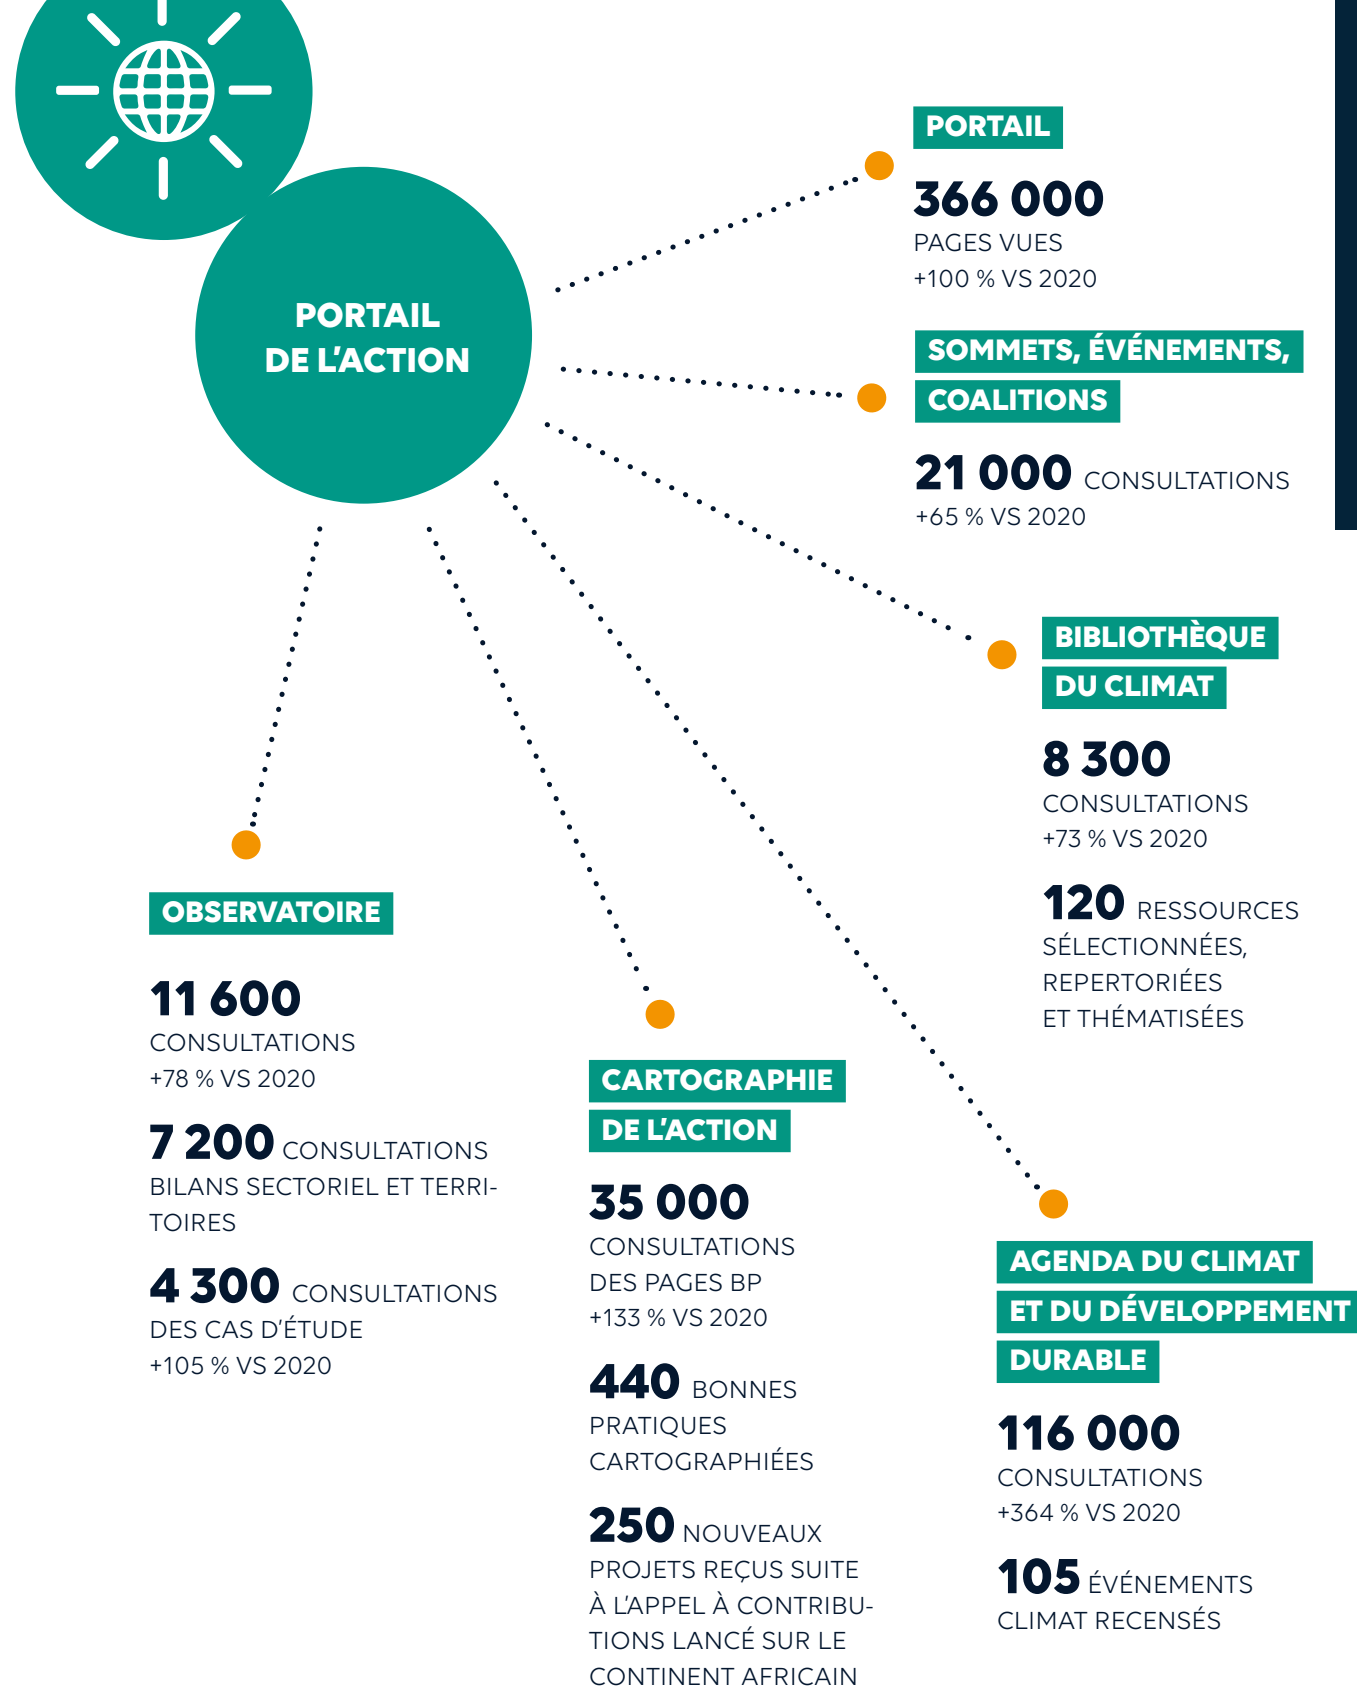 PORTAIL
DE L'ACTION
PORTAIL
366 000
PAGES VUES
+100 % VS 2020
SOMMETS, ÉVÉNEMENTS,
COALITIONS
21 000 CONSULTATIONS
+65 % VS 2020
BIBLIOTHÈQUE
DU CLIMAT
8 300
CONSULTATIONS
+73 % VS 2020
120 RESSOURCES
SÉLECTIONNÉES,
REPERTORIÉES
ET THÉMATISÉES
OBSERVATOIRE
11 600
CONSULTATIONS
+78 % VS 2020
7 200 CONSULTATIONS
BILANS SECTORIEL ET TERRI-
TOIRES
4 300 CONSULTATIONS
DES CAS D'ÉTUDE
+105 % VS 2020
CARTOGRAPHIE
DE L'ACTION
35 000
CONSULTATIONS
DES PAGES BP
+133 % VS 2020
440 BONNES
PRATIQUES
CARTOGRAPHIÉES
250 NOUVEAUX
PROJETS REÇUS SUITE
À L'APPEL À CONTRIBU-
TIONS LANCÉ SUR LE
CONTINENT AFRICAIN
AGENDA DU CLIMAT
ET DU DÉVELOPPEMENT
DURABLE
116 000
CONSULTATIONS
+364 % VS 2020
105 ÉVÉNEMENTS
CLIMAT RECENSÉS